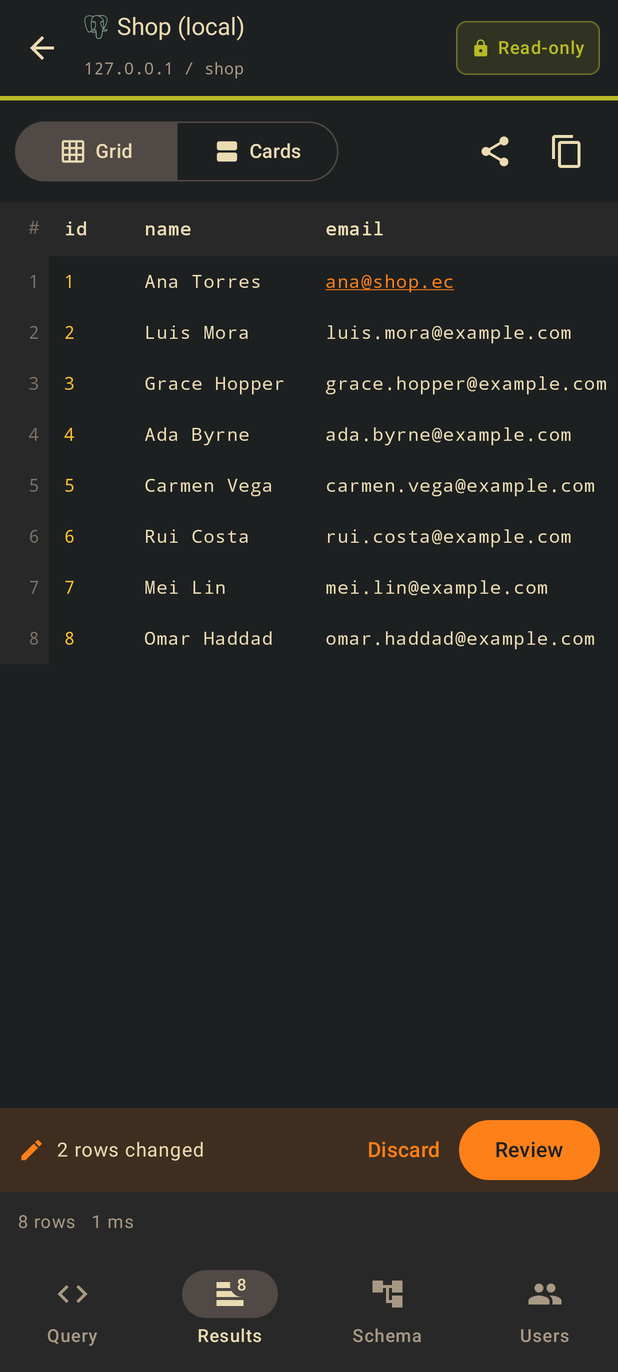 Shop (local)
127.0.0.1 / shop
Read-only
Grid
Cards
# id name email
1 1 Ana Torres ana@shop.ec
2 2 Luis Mora luis.mora@example.com
3 3 Grace Hopper grace.hopper@example.com
4 4 Ada Byrne ada.byrne@example.com
5 5 Carmen Vega carmen.vega@example.com
6 6 Rui Costa rui.costa@example.com
7 7 Mei Lin mei.lin@example.com
8 8 Omar Haddad omar.haddad@example.com
2 rows changed Discard Review
8 rows 1 ms
8
Query Results Schema Users